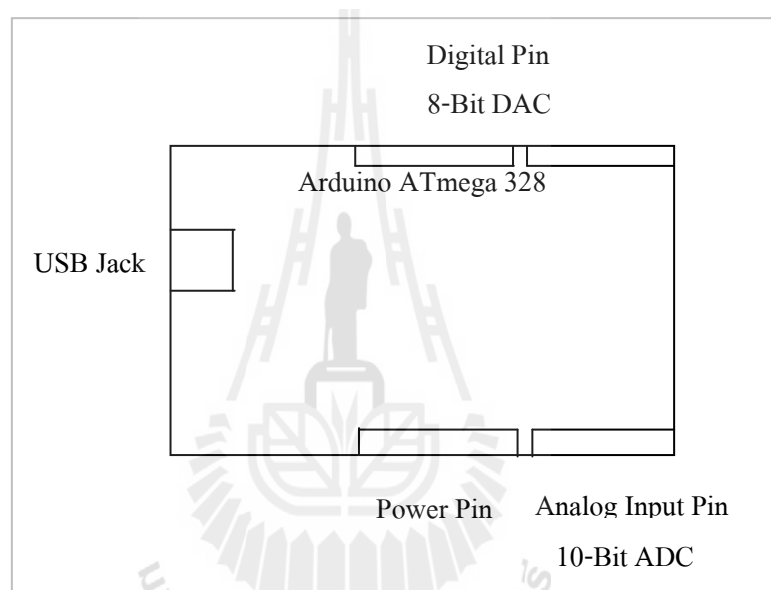 Digital Pin
8-Bit DAC
Arduino ATmega 328
USB Jack
Power Pin
Analog Input Pin
10-Bit ADC